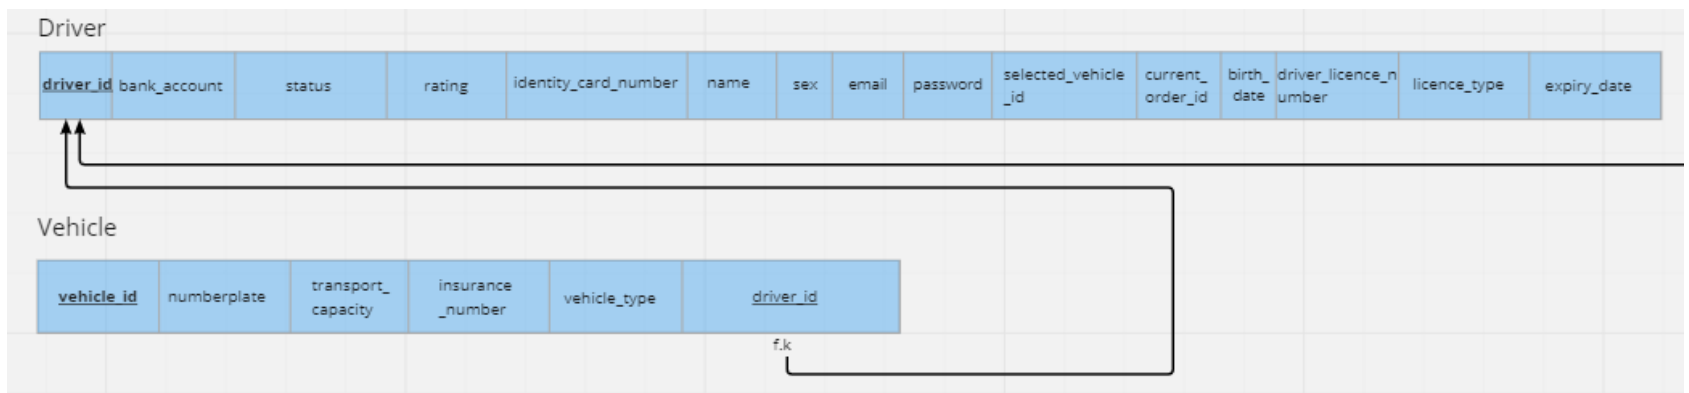 Driver
driver_id bank_account status rating identity_card_number name sex email password selected_vehicle current_ birth_ driver_licence_n licence_type expiry_date
_id order_id date umber
Vehicle
vehicle_id numberplate transport_ insurance vehicle_type driver_id
capacity _number
f.k